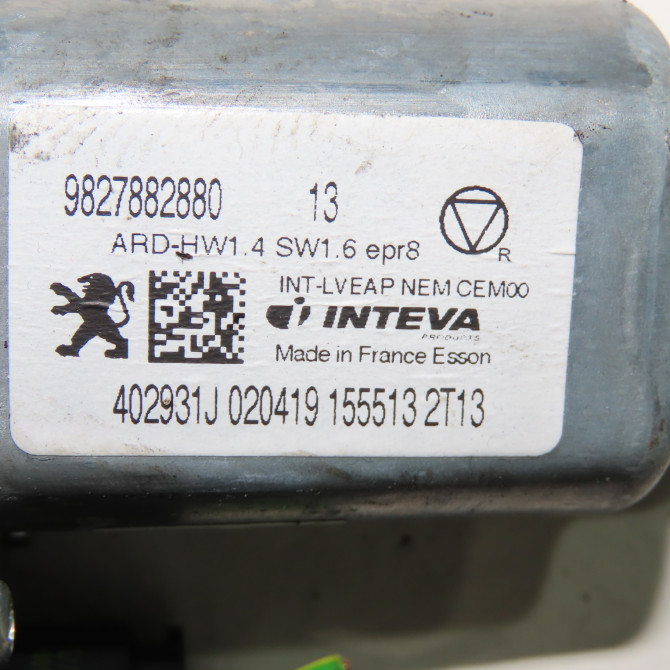 9827882880 13
ARD-HW1.4 SW1.6 epr8
R
INT-LVEAP NEM CEM00
INTEVA
PRODUCTS
Made in France Esson
402931J 020419 155513 2T13